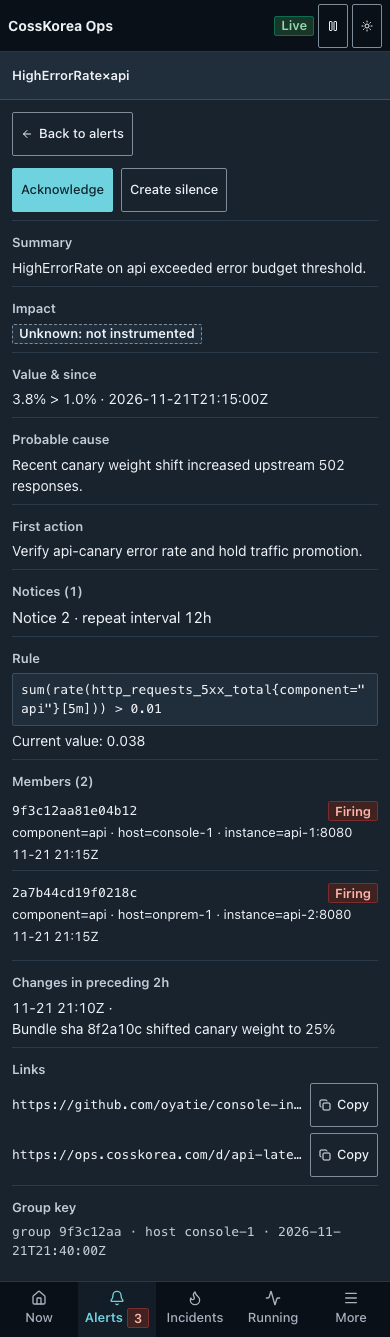 CossKorea Ops
Live
HighErrorRate×api
← Back to alerts
Acknowledge
Create silence
Summary
HighErrorRate on api exceeded error budget threshold.
Impact
Unknown: not instrumented
Value & since
3.8% > 1.0% · 2026-11-21T21:15:00Z
Probable cause
Recent canary weight shift increased upstream 502
responses.
First action
Verify api-canary error rate and hold traffic promotion.
Notices (1)
Notice 2 · repeat interval 12h
Rule
sum(rate(http_requests_5xx_total{component="
api"}[5m])) > 0.01
Current value: 0.038
Members (2)
9f3c12aa81e04b12
Firing
component=api · host=console-1 · instance=api-1:8080
11-21 21:15Z
2a7b44cd19f0218c
Firing
component=api · host=onprem-1 · instance=api-2:8080
11-21 21:15Z
Changes in preceding 2h
11-21 21:10Z ·
Bundle sha 8f2a10c shifted canary weight to 25%
Links
https://github.com/oyatie/console-in…
Copy
https://ops.cosskorea.com/d/api-late…
Copy
Group key
group 9f3c12aa · host console-1 · 2026-11-
21T21:40:00Z
Now
Alerts 3
Incidents
Running
More